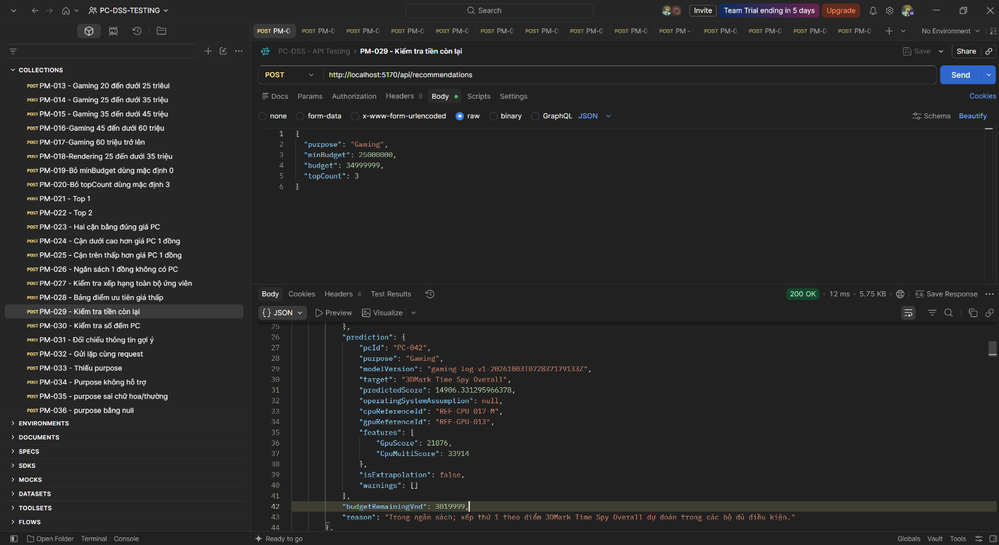 PC-DSS-TESTING
Search
Invite
Team Trial ending in 5 days
Upgrade
POST PM-0 POST PM-0 POST PM-0 POST PM-0 POST PM-0 POST PM-0 POST PM-0 POST PM-0 POST PM-0 POST PM - POST PM-0 POST PM-0 POST PM-0 POST PM-0
No Environment
HTTP PC-DSS - API Testing > PM-029 - Kiểm tra tiền còn lại
Save
Share
POST http://localhost:5170/api/recommendations
Send
Docs Params Authorization Headers 8 Body Scripts Settings
Cookies
none form-data x-www-form-urlencoded raw binary GraphQL JSON
Schema Beautify
1 {
2 "purpose": "Gaming",
3 "minBudget": 25000000,
4 "budget": 34999999,
5 "topCount": 3
6 }
COLLECTIONS
POST PM-013 - Gaming 20 đến dưới 25 triệul
POST PM-014 - Gaming 25 đến dưới 35 triệu
POST PM-015 - Gaming 35 đến dưới 45 triệu
POST PM-016-Gaming 45 đến dưới 60 triệu
POST PM-017-Gaming 60 triệu trở lên
POST PM-018-Rendering 25 đến dưới 35 triệu
POST PM-019-Bỏ minBudget dùng mặc định 0
POST PM-020-Bỏ topCount dùng mặc định 3
POST PM-021 - Top 1
POST PM-022 - Top 2
POST PM-023 - Hai cận bằng đúng giá PC
POST PM-024 - Cận dưới cao hơn giá PC 1 đồng
POST PM-025 - Cận trên thấp hơn giá PC 1 đồng
POST PM-026 - Ngân sách 1 đồng không có PC
POST PM-027 - Kiểm tra xếp hạng toàn bộ ứng viên
POST PM-028 - Bảng điểm ưu tiên giá thấp
POST PM-029 - Kiểm tra tiền còn lại
POST PM-030 - Kiểm tra số đếm PC
POST PM-031 - Đối chiếu thông tin gợi ý
POST PM-032 - Gửi lặp cùng request
POST PM-033 - Thiếu purpose
POST PM-034 - Purpose không hỗ trợ
POST PM-035 - purpose sai chữ hoa/thường
POST PM-036 - purpose bằng null
ENVIRONMENTS
DOCUMENTS
SPECS
SDKS
MOCKS
DATASETS
TOOLSETS
FLOWS
Body Cookies Headers 4 Test Results
200 OK 12 ms 5.75 KB e.g. Save Response
{} JSON Preview Visualize
25 },
26 "prediction": {
27 "pcId": "PC-042",
28 "purpose": "Gaming",
29 "modelVersion": "gaming-log-v1-20261003T072837179133Z",
30 "target": "3DMark Time Spy Overall",
31 "predictedScore": 14906.331295966378,
32 "operatingSystemAssumption": null,
33 "cpuReferenceId": "REF-CPU-017-M",
34 "gpuReferenceId": "REF-GPU-013",
35 "features": {
36 "GpuScore": 21876,
37 "CpuMultiScore": 33914
38 },
39 "isExtrapolation": false,
40 "warnings": []
41 },
42 "budgetRemainingVnd": 3019999,
43 "reason": "Trong ngân sách; xếp thứ 1 theo điểm 3DMark Time Spy Overall dự đoán trong các bộ đủ điều kiện."
44 },
Open Folder Terminal Console
Ready to go
Globals Vault Tools